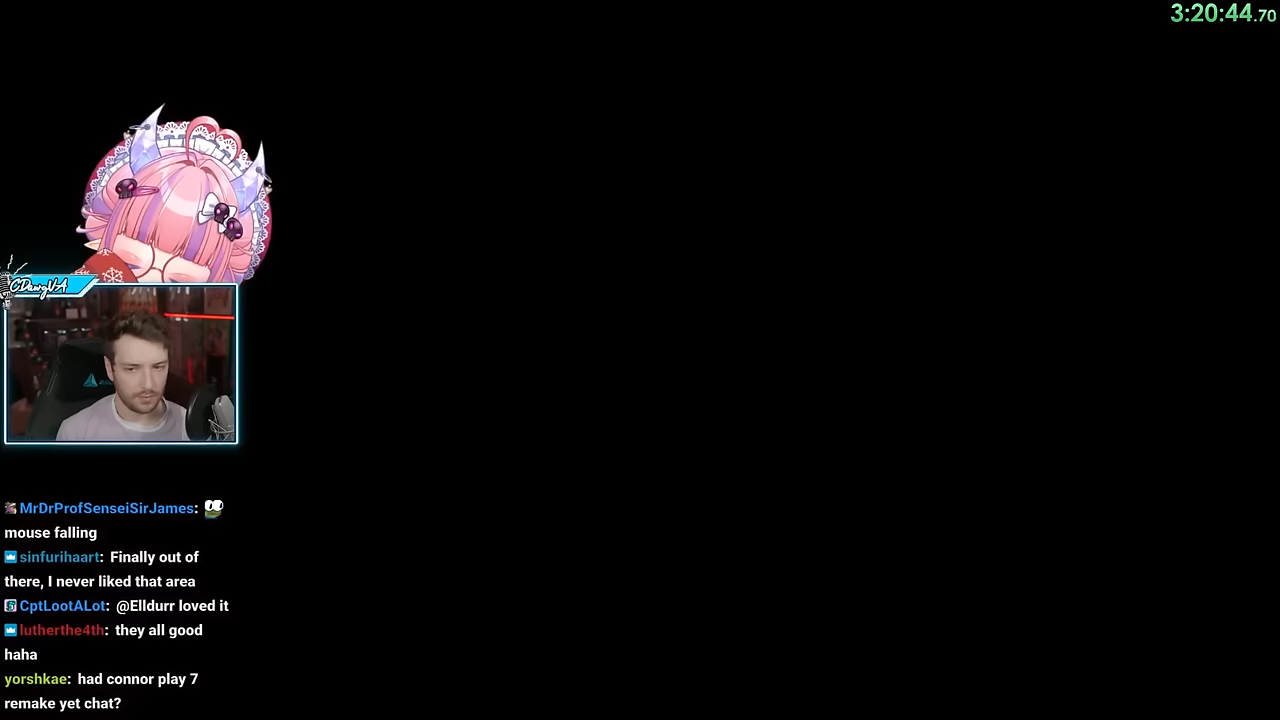 3:20:44.70
CDawgVA
MrDrProfSenseiSirJames:
mouse falling
sinfurihaart: Finally out of
there, I never liked that area
CptLootALot: @Elldurr loved it
lutherthe4th: they all good
haha
yorshkae: had connor play 7
remake yet chat?